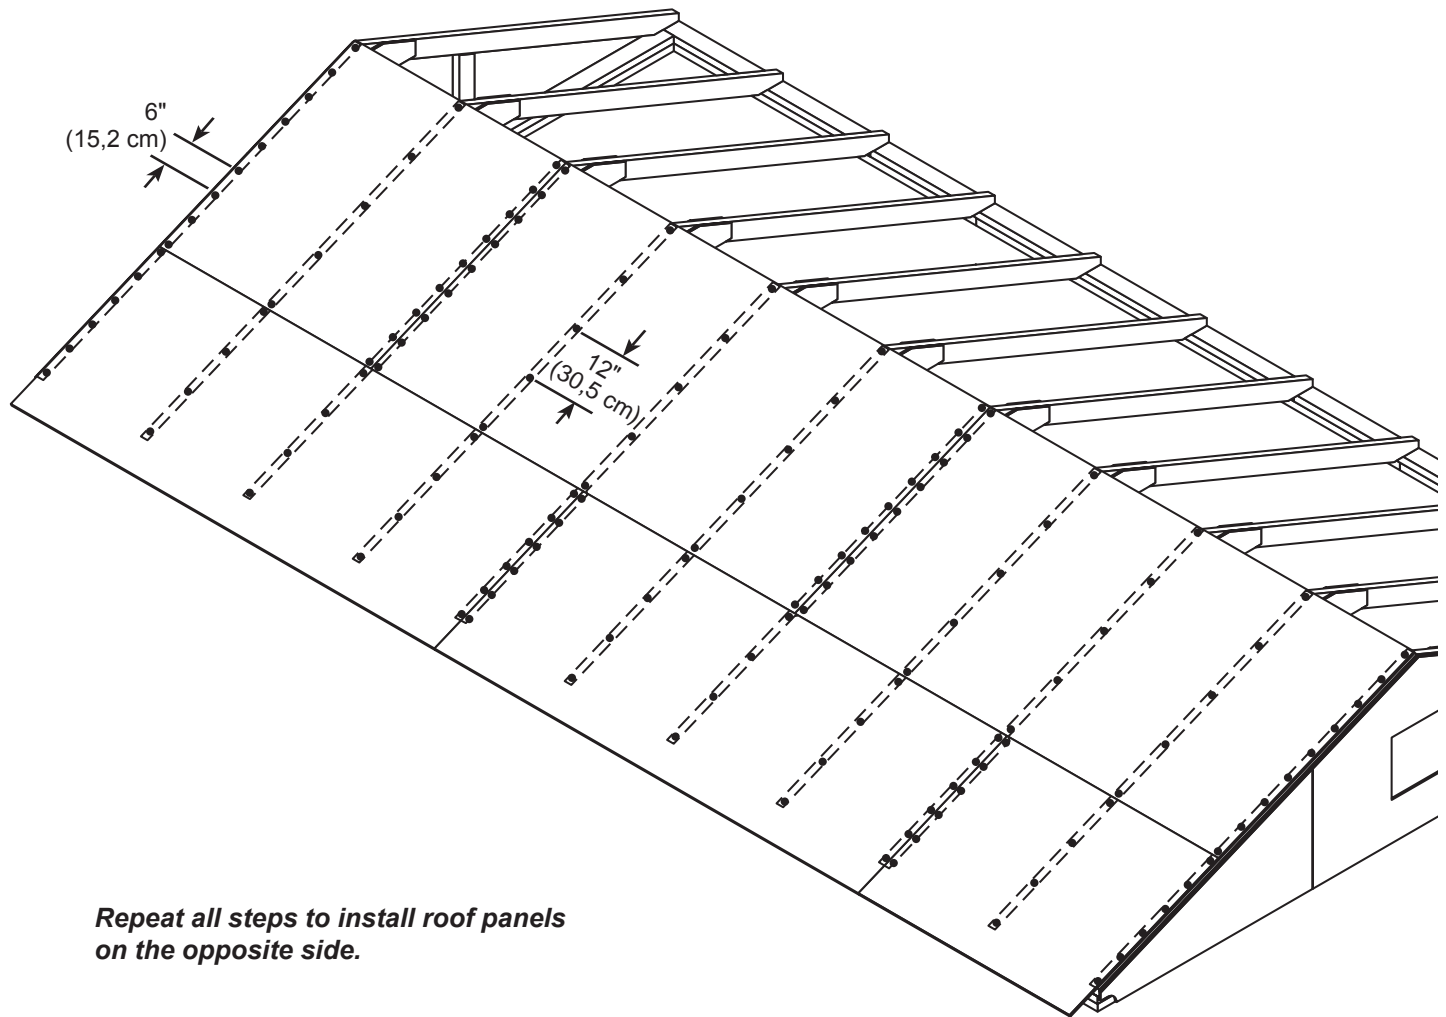 6"
(15,2 cm)
12"
(30,5 cm)
Repeat all steps to install roof panels
on the opposite side.